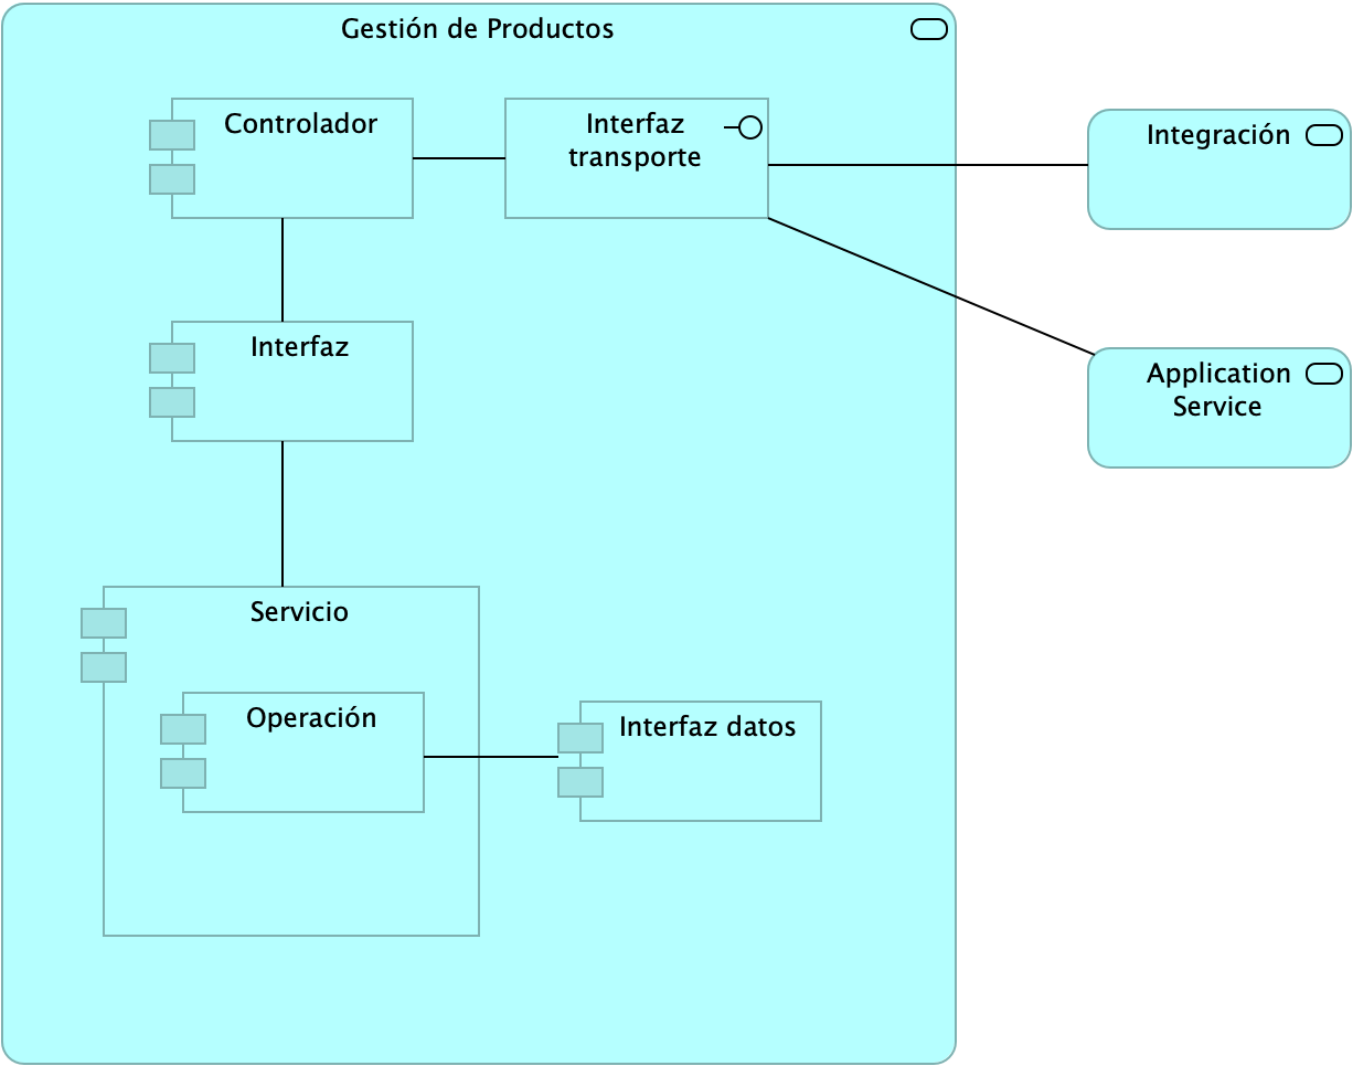 Gestión de Productos
Controlador
Interfaz
transporte
Integración
Interfaz
Application
Service
Servicio
Operación
Interfaz datos